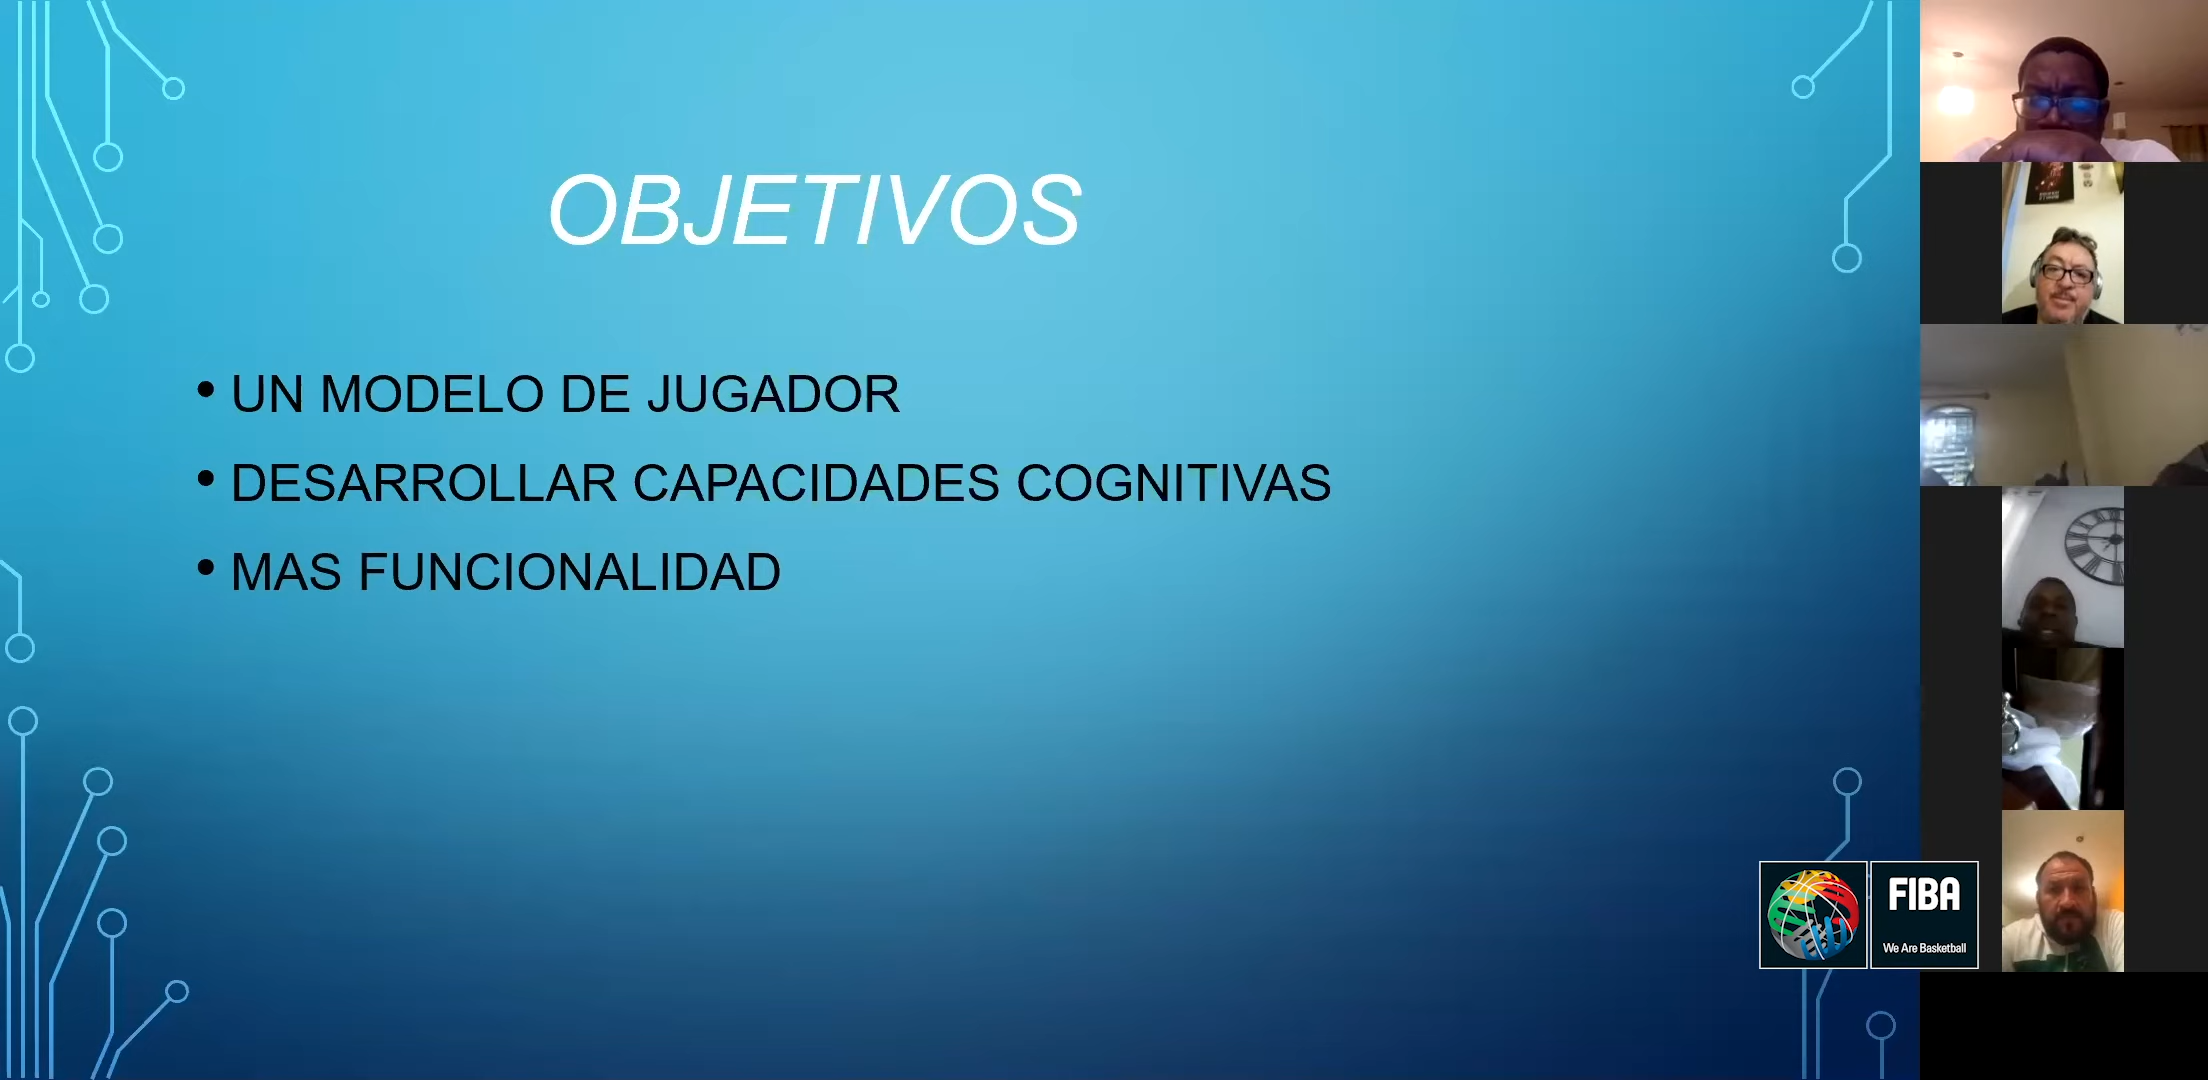 OBJETIVOS
• UN MODELO DE JUGADOR
• DESARROLLAR CAPACIDADES COGNITIVAS
• MAS FUNCIONALIDAD
FIBA
We Are Basketball